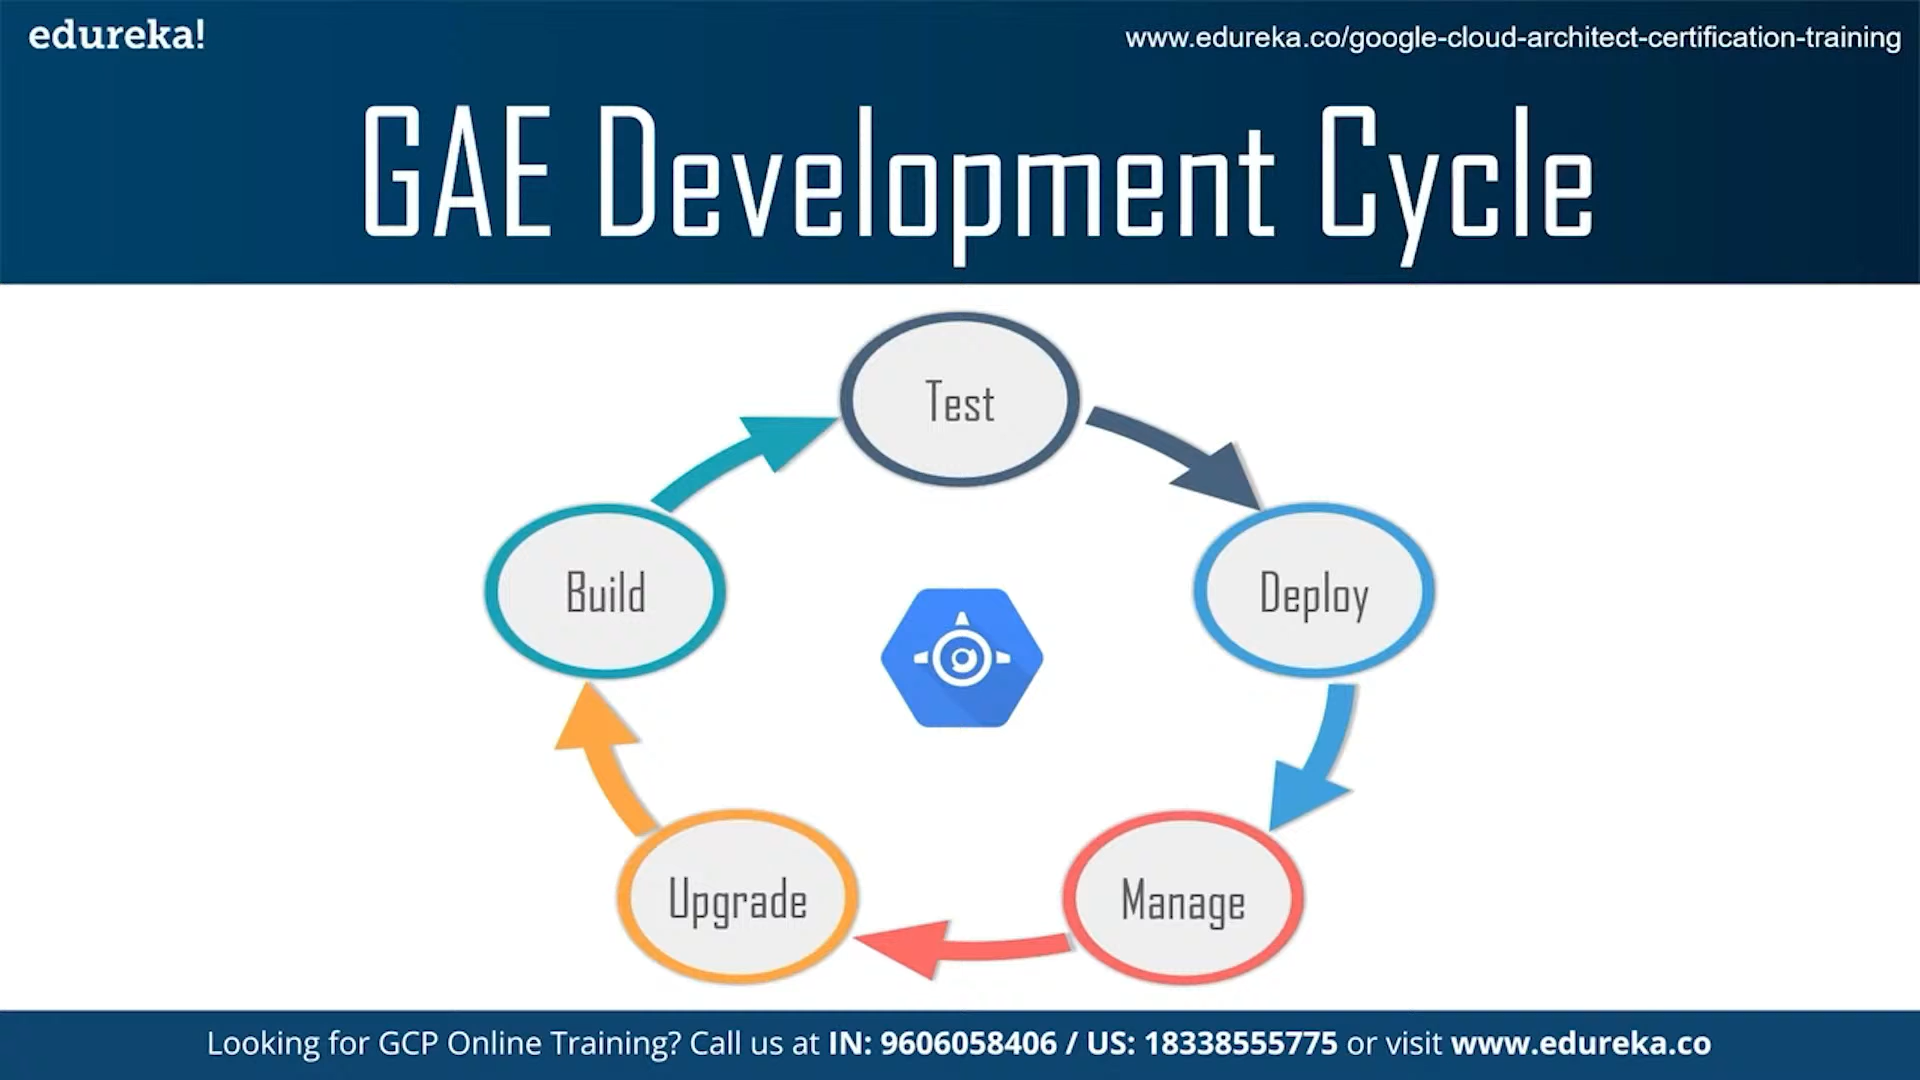 edureka!
www.edureka.co/google-cloud-architect-certification-training
GAE Development Cycle
Test
Build
Deploy
Upgrade
Manage
Looking for GCP Online Training? Call us at IN: 9606058406 / US: 18338555775 or visit www.edureka.co